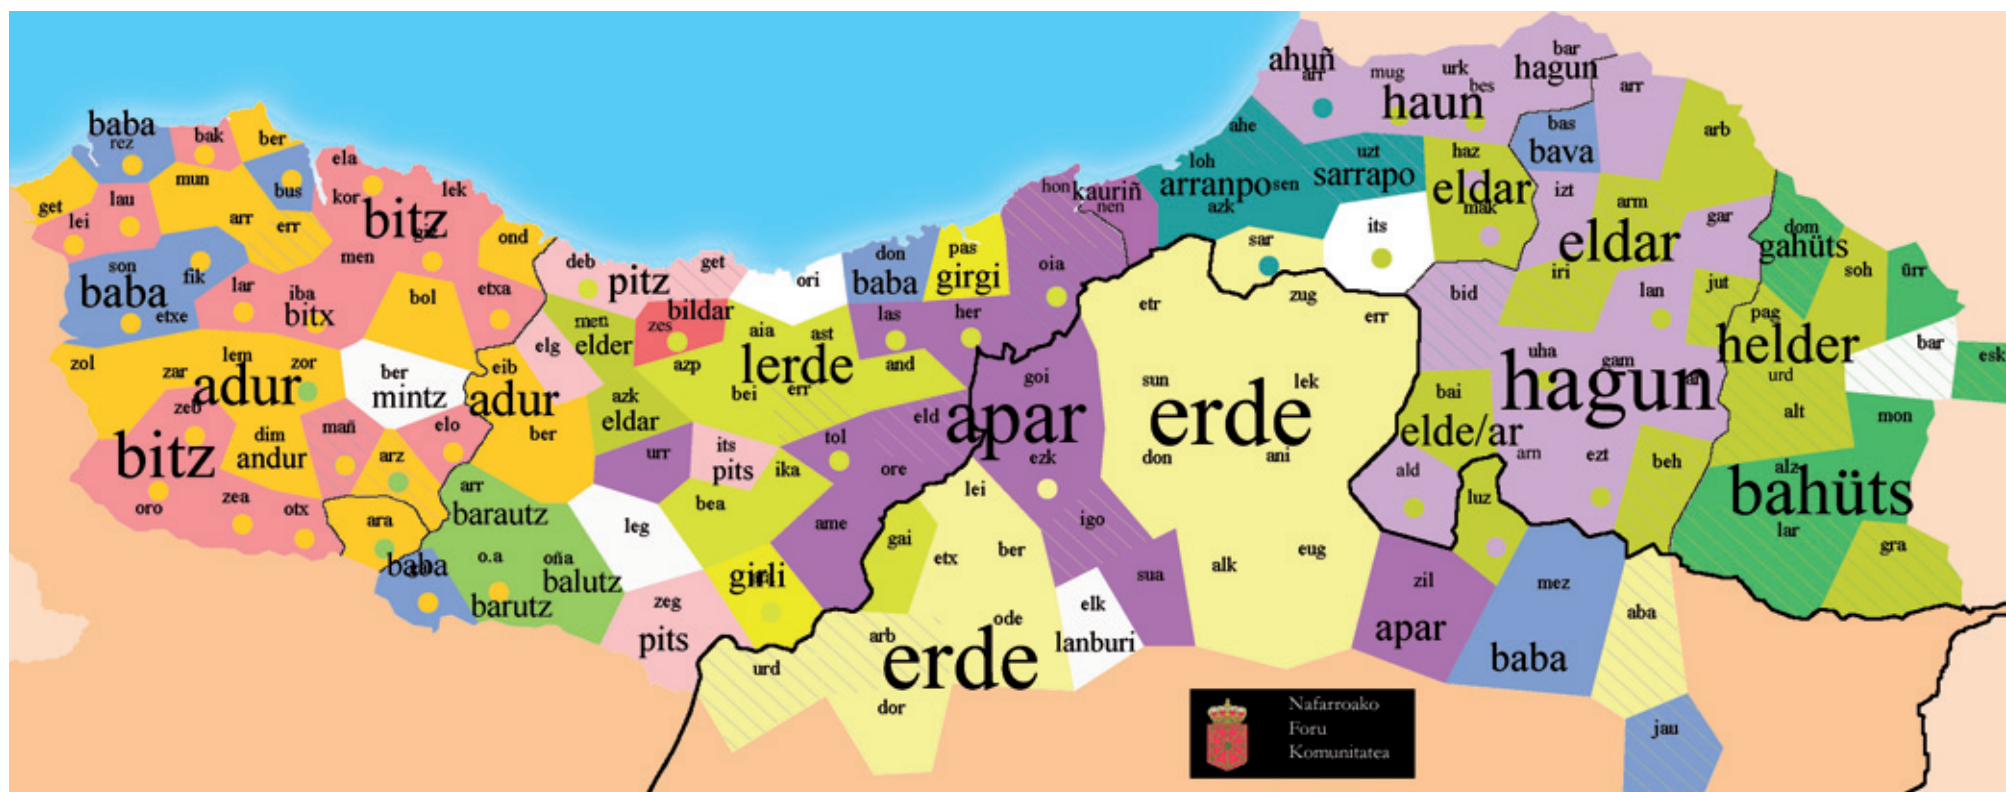 baba
rez
bak
ber
get
lei
lau
mun
bus
arr
err
ela
kor
lek
bitz
men
ond
son
fik
baba
etxe
lar
iba
bitx
bol
etxa
zol
zar
lem
zor
adur
zeb
ber
mintz
bitz
dim
andur
mañ
arz
elo
oro
zea
otx
ara
baba
deb
pitz
get
ori
don
baba
pas
girgi
men
elder
zes
bildar
elg
eib
adur
ber
aia
ast
lerde
azp
bei
err
las
her
and
azk
eldar
urr
its
pits
ika
tol
eld
ore
arr
barautz
o.a
oña
balutz
barutz
leg
bea
ame
girli
zeg
pits
hon
kauriñ
nen
oia
goi
apar
ezk
lei
igo
sua
gai
etx
ber
ode
elk
lanburi
arb
erde
urd
dor
etr
zug
err
sun
lek
erde
don
ani
alk
eug
ahuñ
arr
mug
urk
bes
haun
bar
hagun
arr
ahe
loh
arranpo
sen
azk
uzt
sarrapo
haz
eldar
mak
bas
bava
arb
sar
its
izt
arm
gar
eldar
iri
bid
lan
jut
dom
gahüts
soh
ürr
pag
helder
urd
bar
esk
uha
gam
hagun
bai
elde/ar
ald
arn
ezt
beh
luz
alt
mon
alz
bahüts
lar
gra
zil
apar
mez
baba
aba
jau
Nafarroako
Foru
Komunitatea